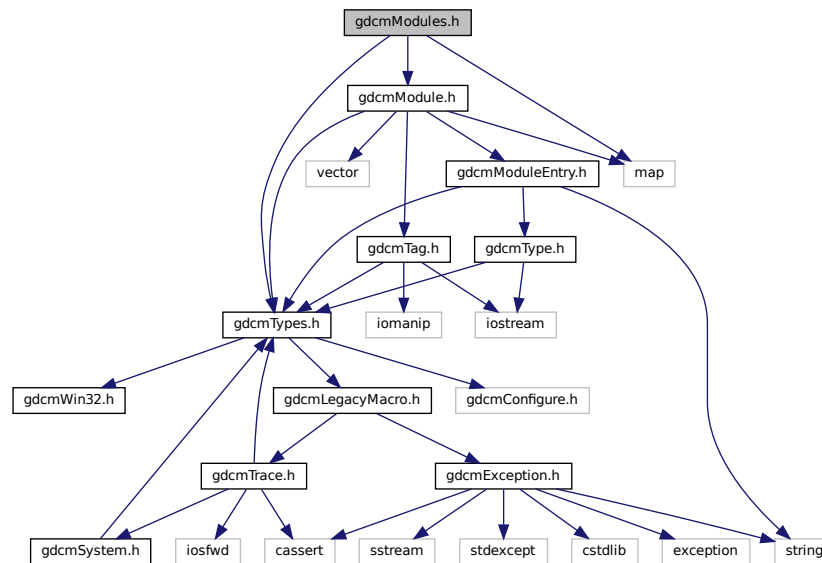 gdcmModules.h
gdcmModule.h
vector
gdcmModuleEntry.h
map
gdcmTag.h
gdcmType.h
gdcmTypes.h
iomanip
iostream
gdcmWin32.h
gdcmLegacyMacro.h
gdcmConfigure.h
gdcmTrace.h
gdcmException.h
gdcmSystem.h
iosfwd
cassert
sstream
stdexcept
cstdlib
exception
string